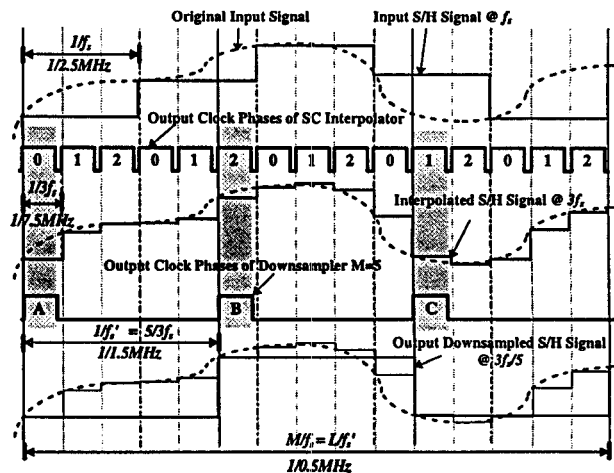 Original Input Signal
Input S/H Signal @ fs
1/fs
1/2.5MHz
Output Clock Phases of SC Interpolator
0 1 2 0 1 2 0 1 2 0 1 2 0 1 2
1/3fs
1/7.5MHz
Interpolated S/H Signal @ 3fs
Output Clock Phases of Downsampler M=5
A B C
1/fs' = 5/3fs
1/1.5MHz
Output Downsampled S/H Signal
@ 3fs/5
M/fs = L/fs'
1/0.5MHz